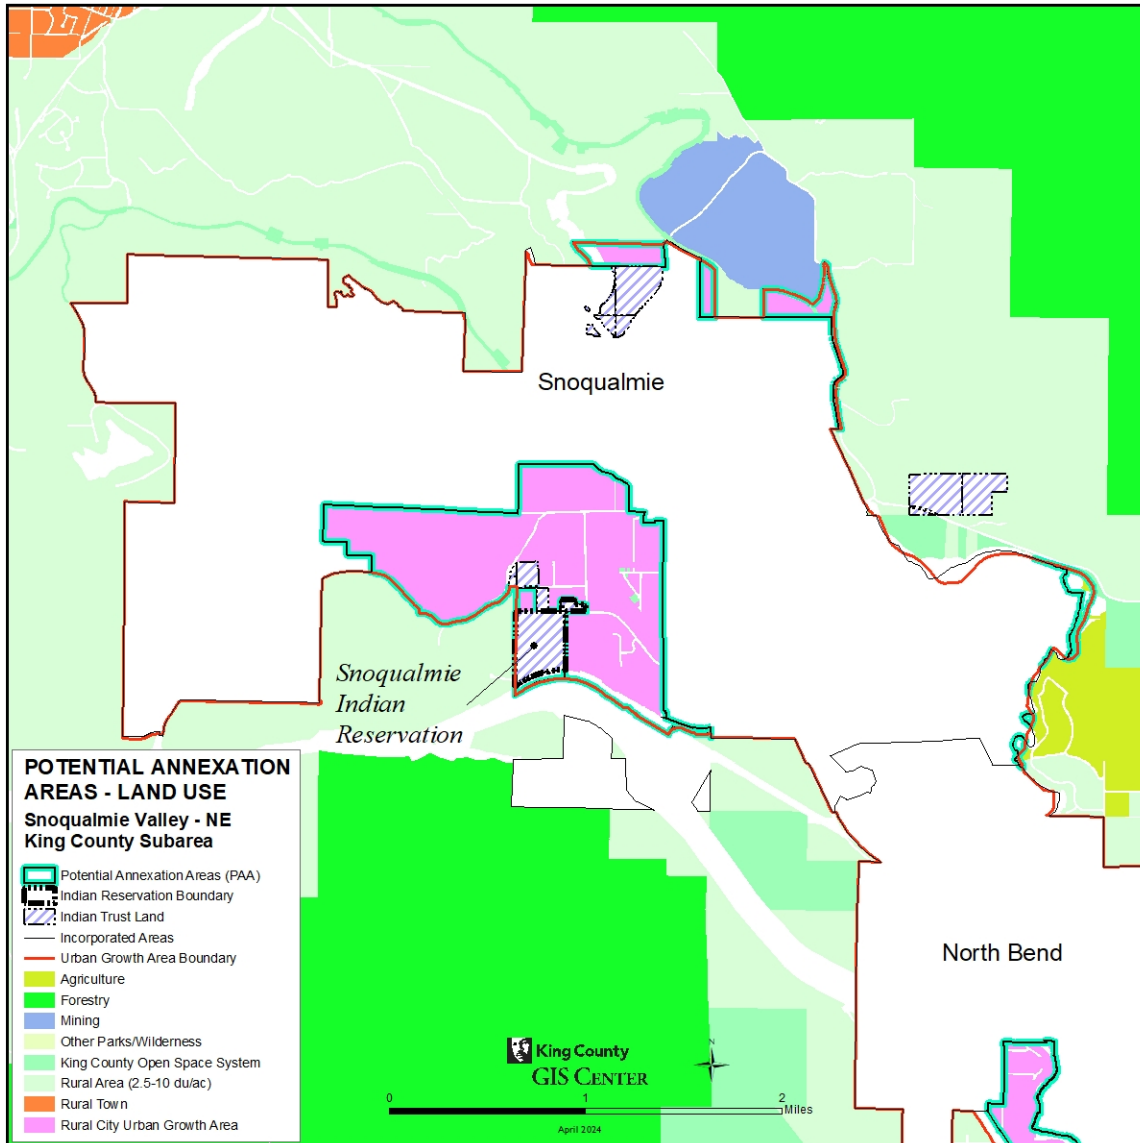 Snoqualmie
Snoqualmie
Indian
Reservation
North Bend
POTENTIAL ANNEXATION
AREAS - LAND USE
Snoqualmie Valley - NE
King County Subarea
Potential Annexation Areas (PAA)
Indian Reservation Boundary
Indian Trust Land
Incorporated Areas
Urban Growth Area Boundary
Agriculture
Forestry
Mining
Other Parks/Wilderness
King County Open Space System
Rural Area (2.5-10 du/ac)
Rural Town
Rural City Urban Growth Area
King County
GIS CENTER
N
0 1 2
Miles
April 2024